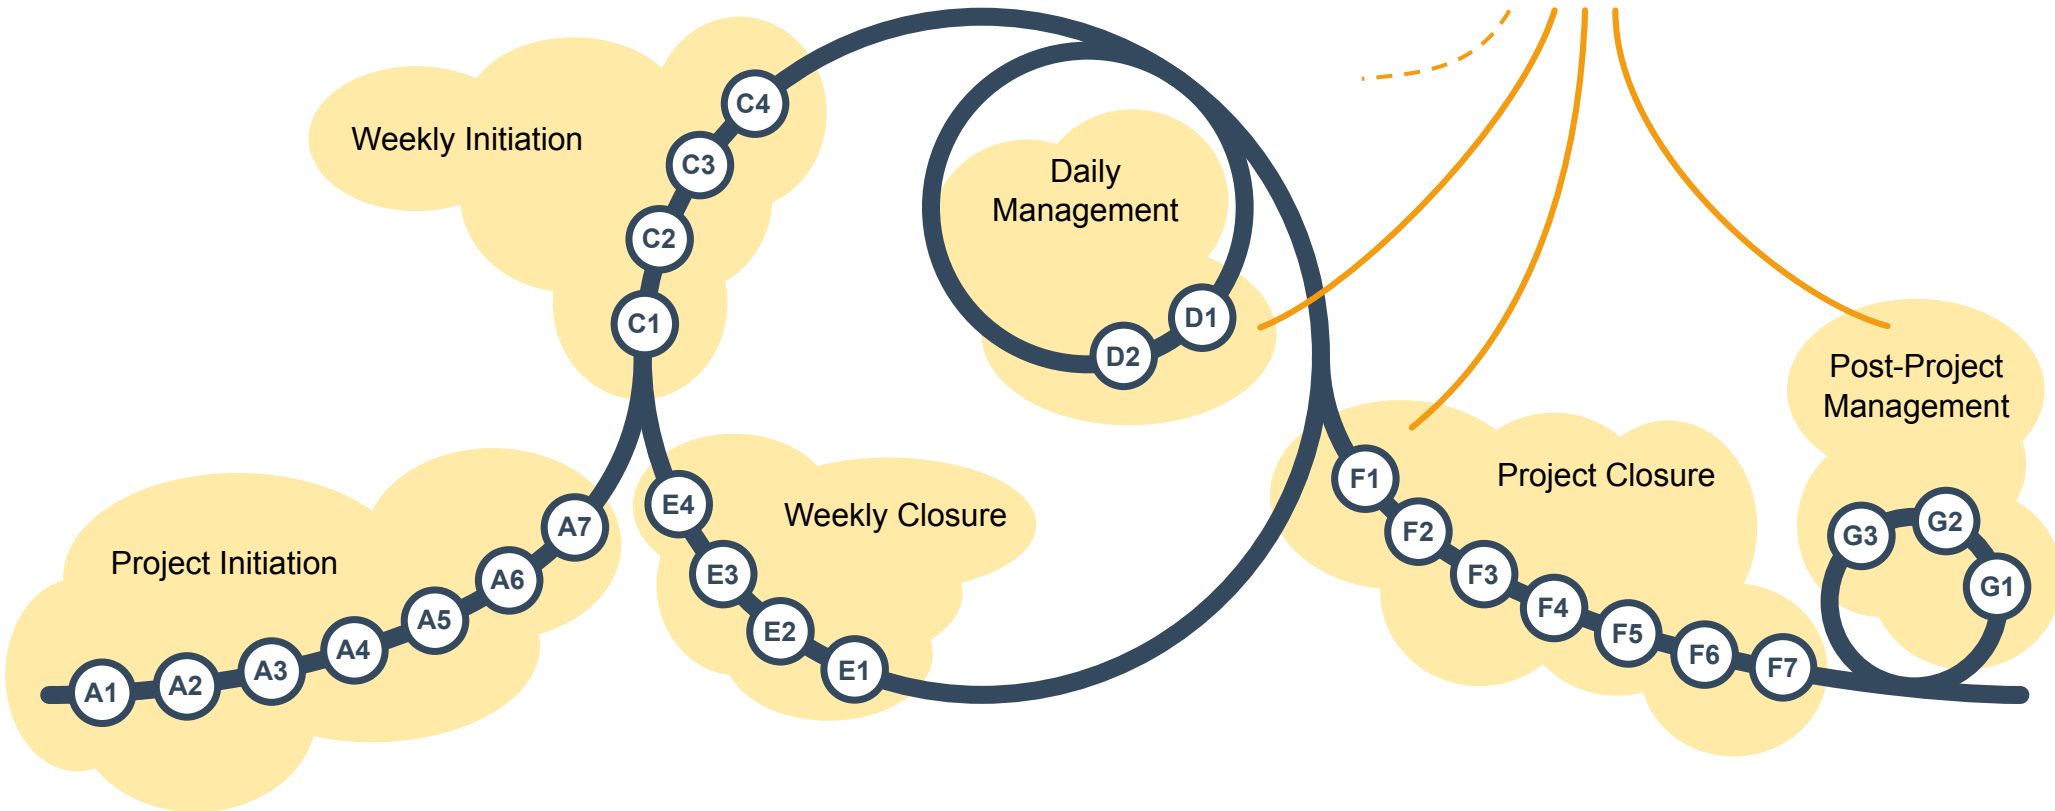 Weekly Initiation
C4
C3
C2
C1
Daily
Management
D1
D2
Project Initiation
A1
A2
A3
A4
A5
A6
A7
Weekly Closure
E4
E3
E2
E1
Project Closure
F1
F2
F3
F4
F5
F6
F7
Post-Project
Management
G3
G2
G1